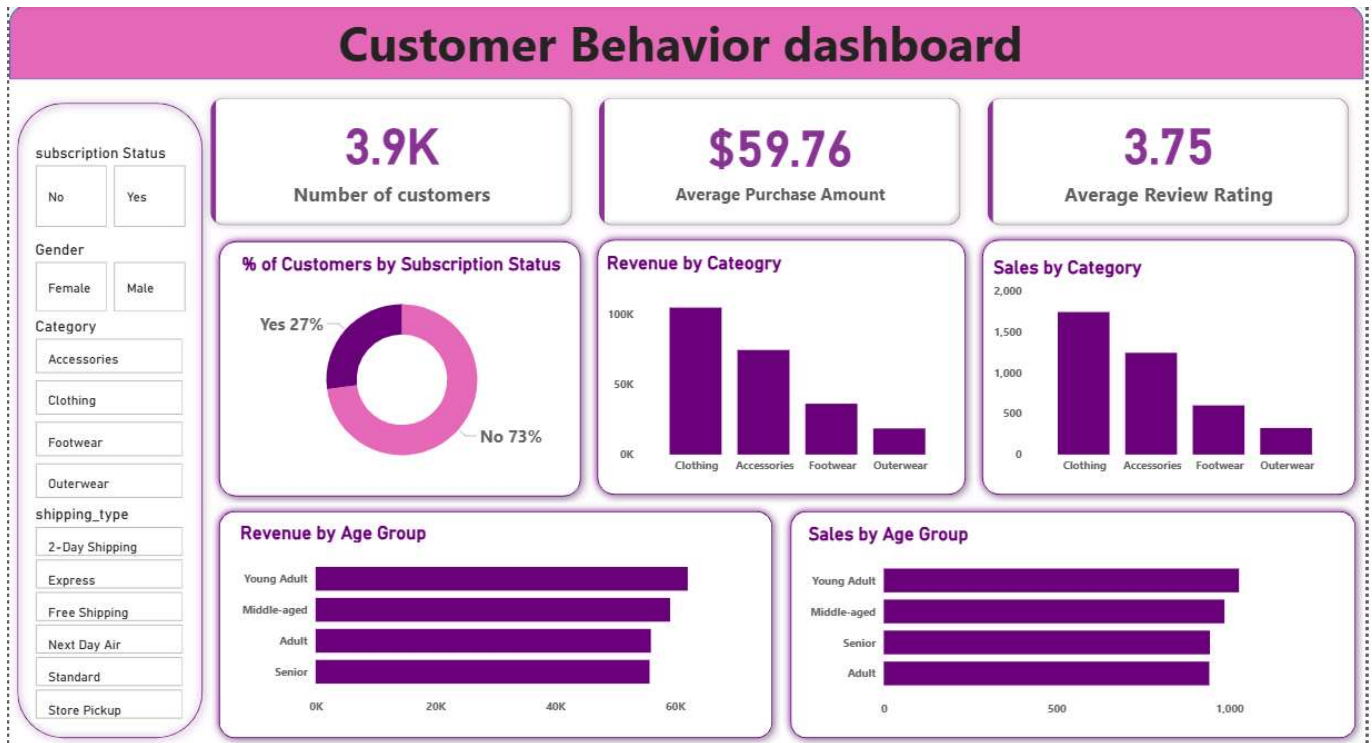 Customer Behavior dashboard
subscription Status
No Yes
Gender
Female Male
Category
Accessories
Clothing
Footwear
Outerwear
shipping_type
2-Day Shipping
Express
Free Shipping
Next Day Air
Standard
Store Pickup
3.9K
Number of customers
$59.76
Average Purchase Amount
3.75
Average Review Rating
% of Customers by Subscription Status
Yes 27%
No 73%
Revenue by Cateogry
100K
50K
0K
Clothing Accessories Footwear Outerwear
Sales by Category
2,000
1,500
1,000
500
0
Clothing Accessories Footwear Outerwear
Revenue by Age Group
Young Adult
Middle-aged
Adult
Senior
0K 20K 40K 60K
Sales by Age Group
Young Adult
Middle-aged
Senior
Adult
0 500 1,000